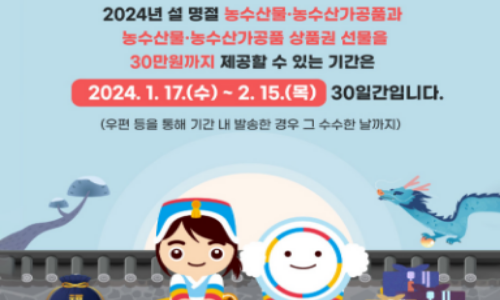 2024년 설 명절 농수산물·농수산가공품과
농수산물·농수산가공품 상품권 선물을
30만원까지 제공할 수 있는 기간은
2024. 1. 17.(수) ~ 2. 15.(목) 30일간입니다.
(우편 등을 통해 기간 내 발송한 경우 그 수수한 날까지)